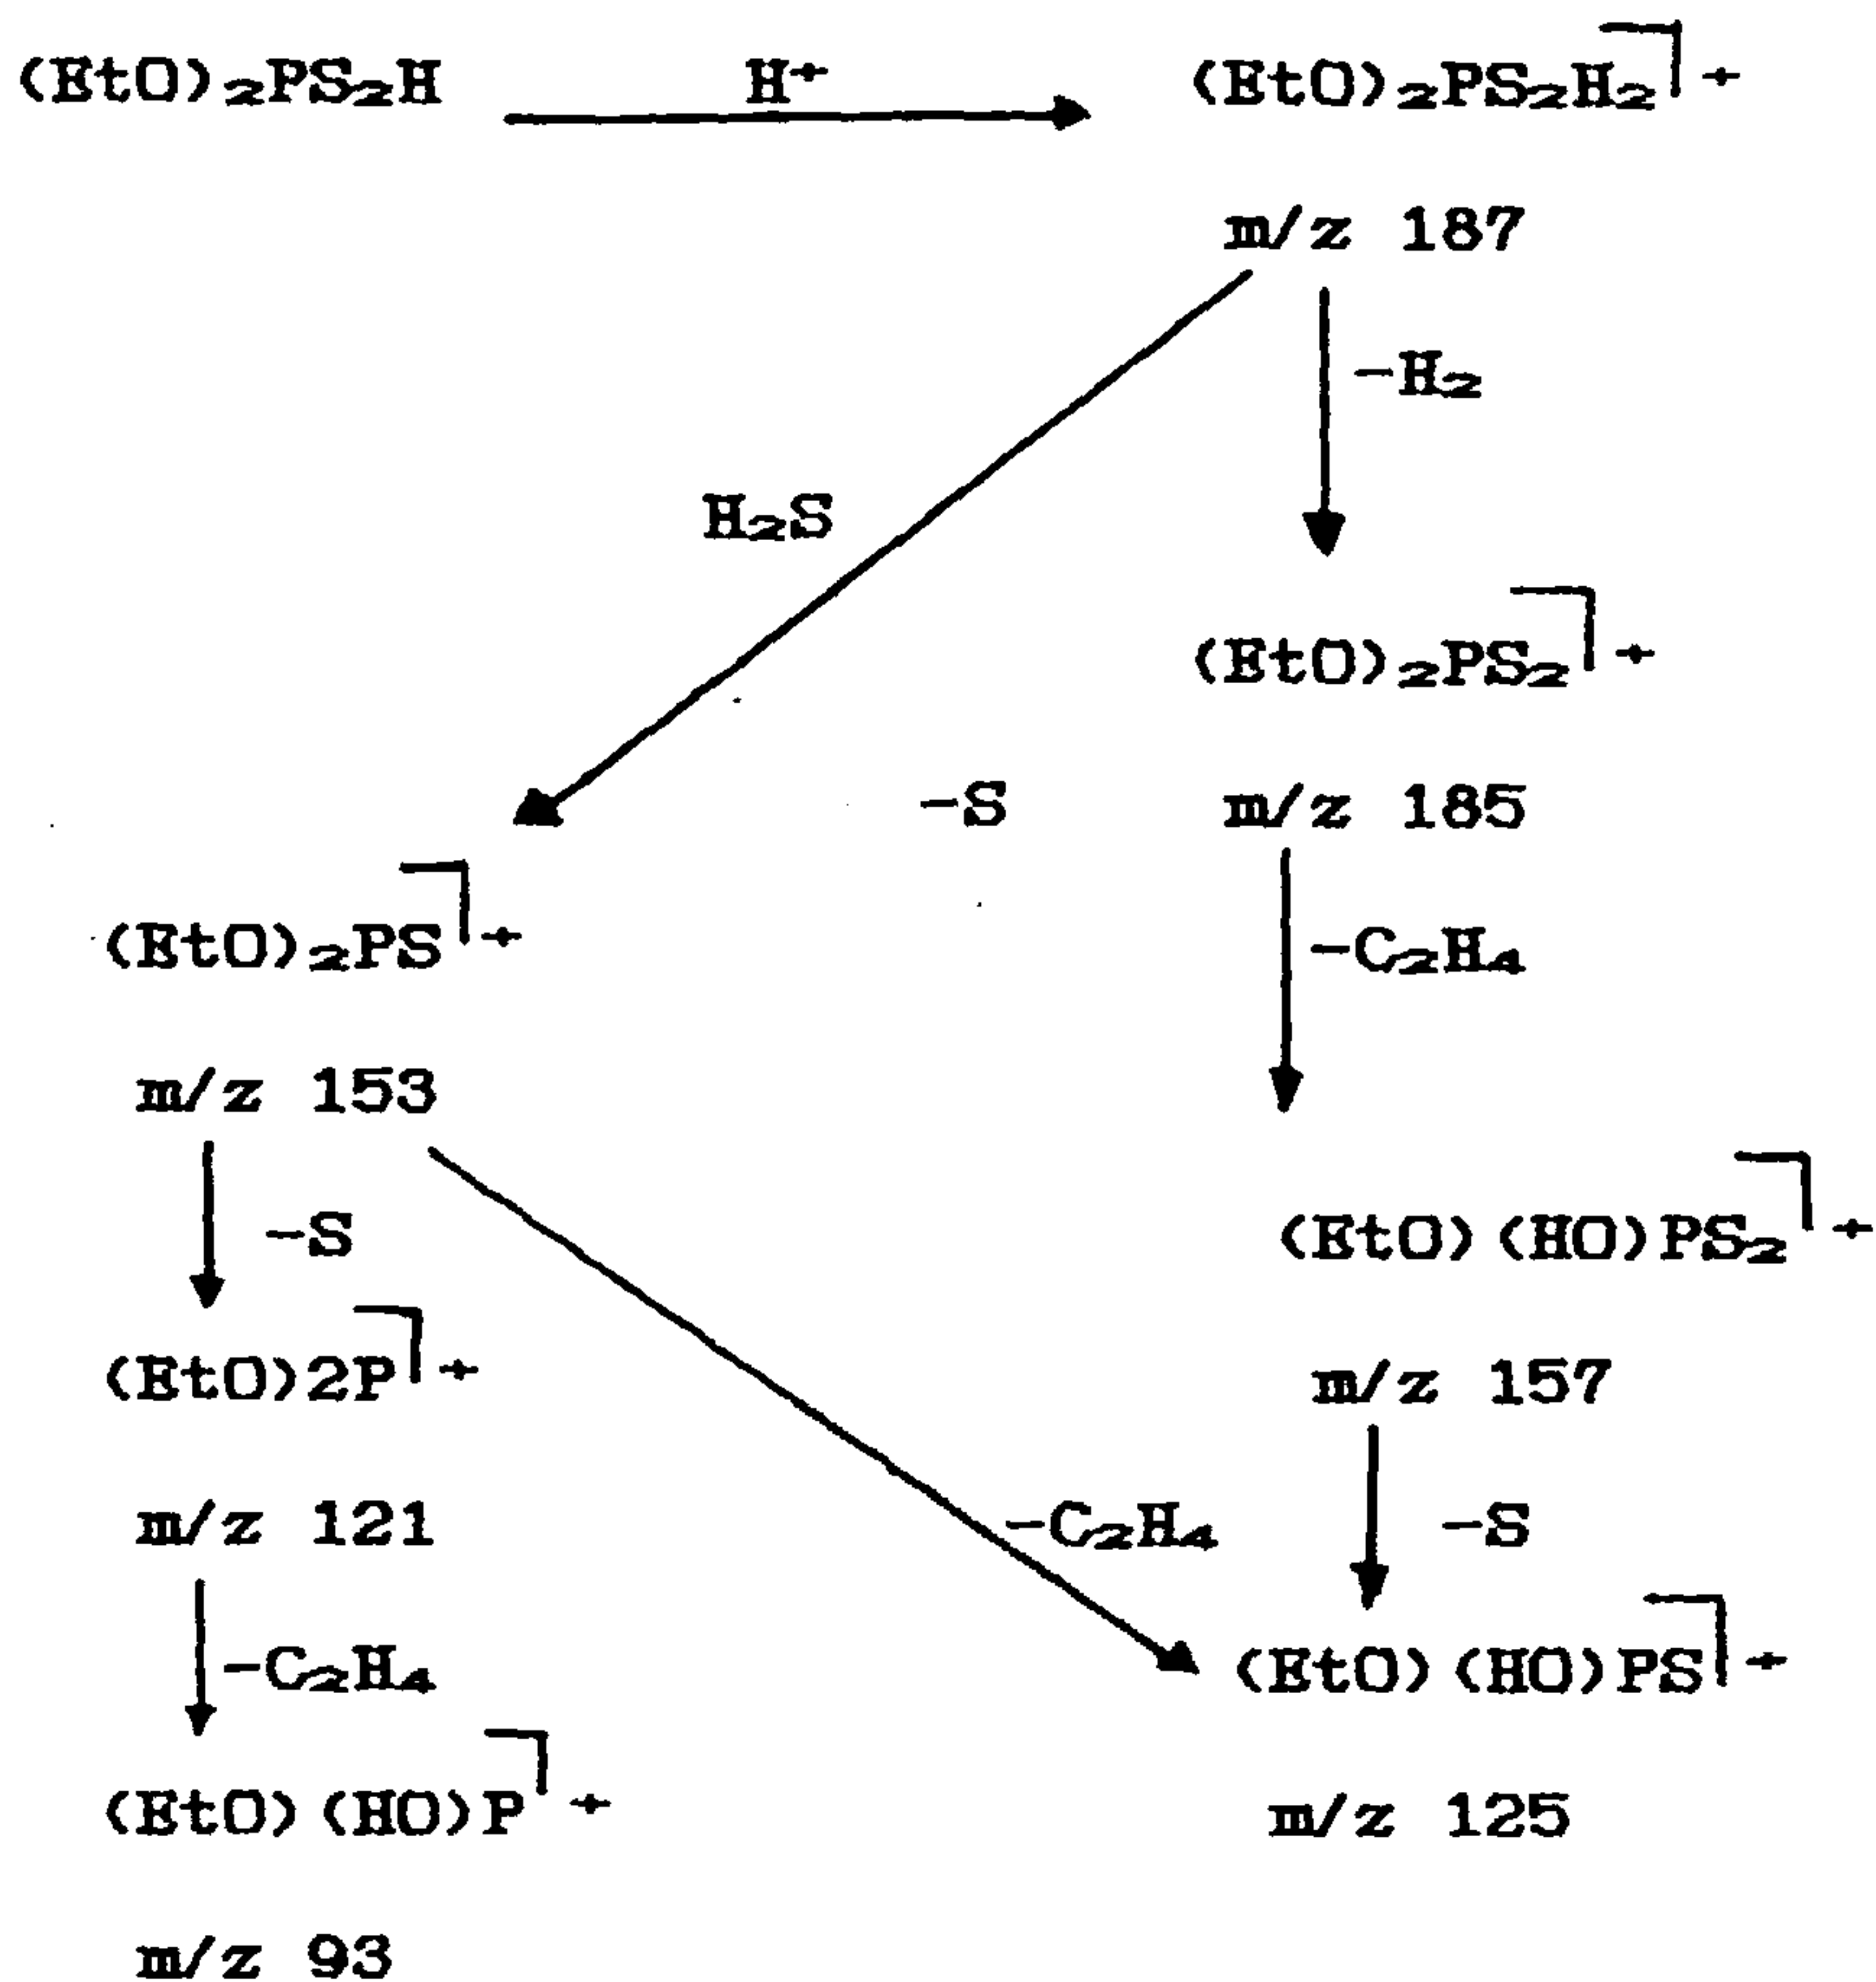 (EtO)₂PS₂H H⁺ (EtO)₂PS₂H₂ +
m/z 187
-H₂
H₂S
(EtO)₂PS₂ +
-S m/z 185
(EtO)₂PS + -C₂H₄
m/z 153
-S (EtO)(HO)PS₂ +
(EtO)2P + m/z 157
m/z 121 -C₂H₄ -S
-C₂H₄ (EtO)(HO)PS +
(EtO)(HO)P + m/z 125
m/z 93